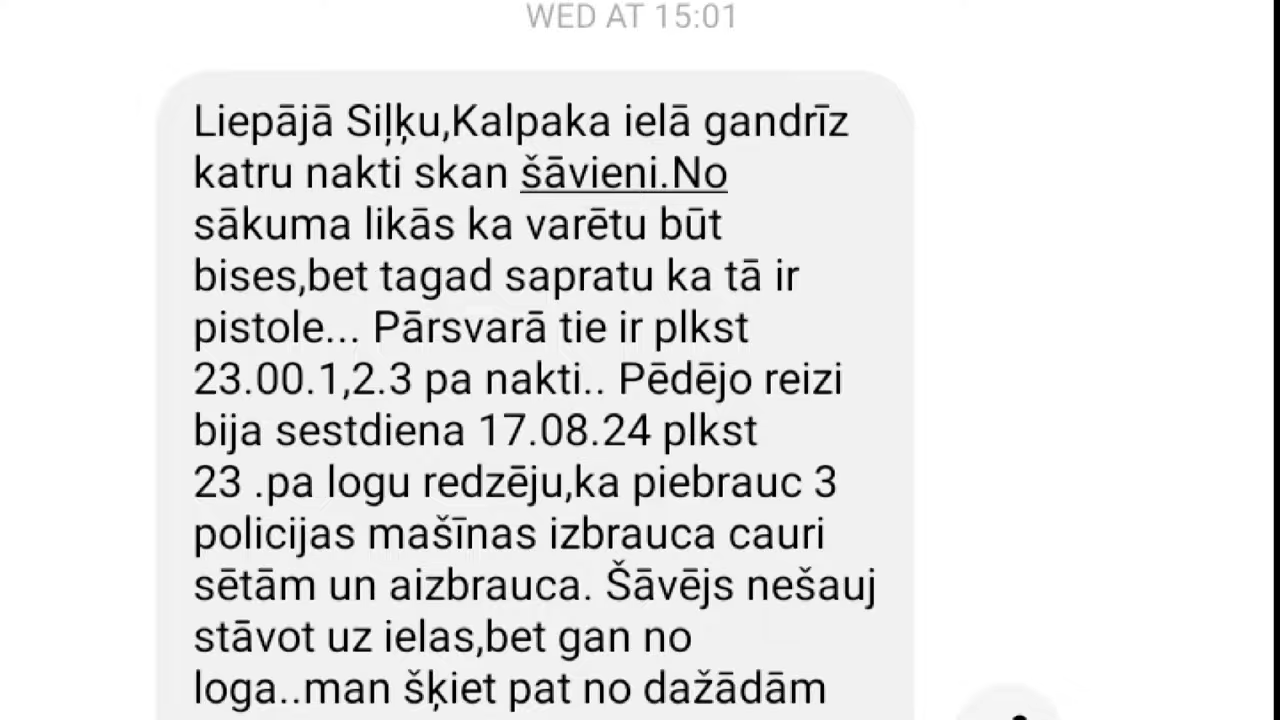 WED AT 15:01
Liepājā Siļķu,Kalpaka ielā gandrīz
katru nakti skan šāvieni.No
sākuma likās ka varētu būt
bises,bet tagad sapratu ka tā ir
pistole... Pārsvarā tie ir plkst
23.00.1,2.3 pa nakti.. Pēdējo reizi
bija sestdiena 17.08.24 plkst
23 .pa logu redzēju,ka piebrauc 3
policijas mašīnas izbrauca cauri
sētām un aizbrauca. Šāvējs nešauj
stāvot uz ielas,bet gan no
loga..man šķiet pat no dažādām